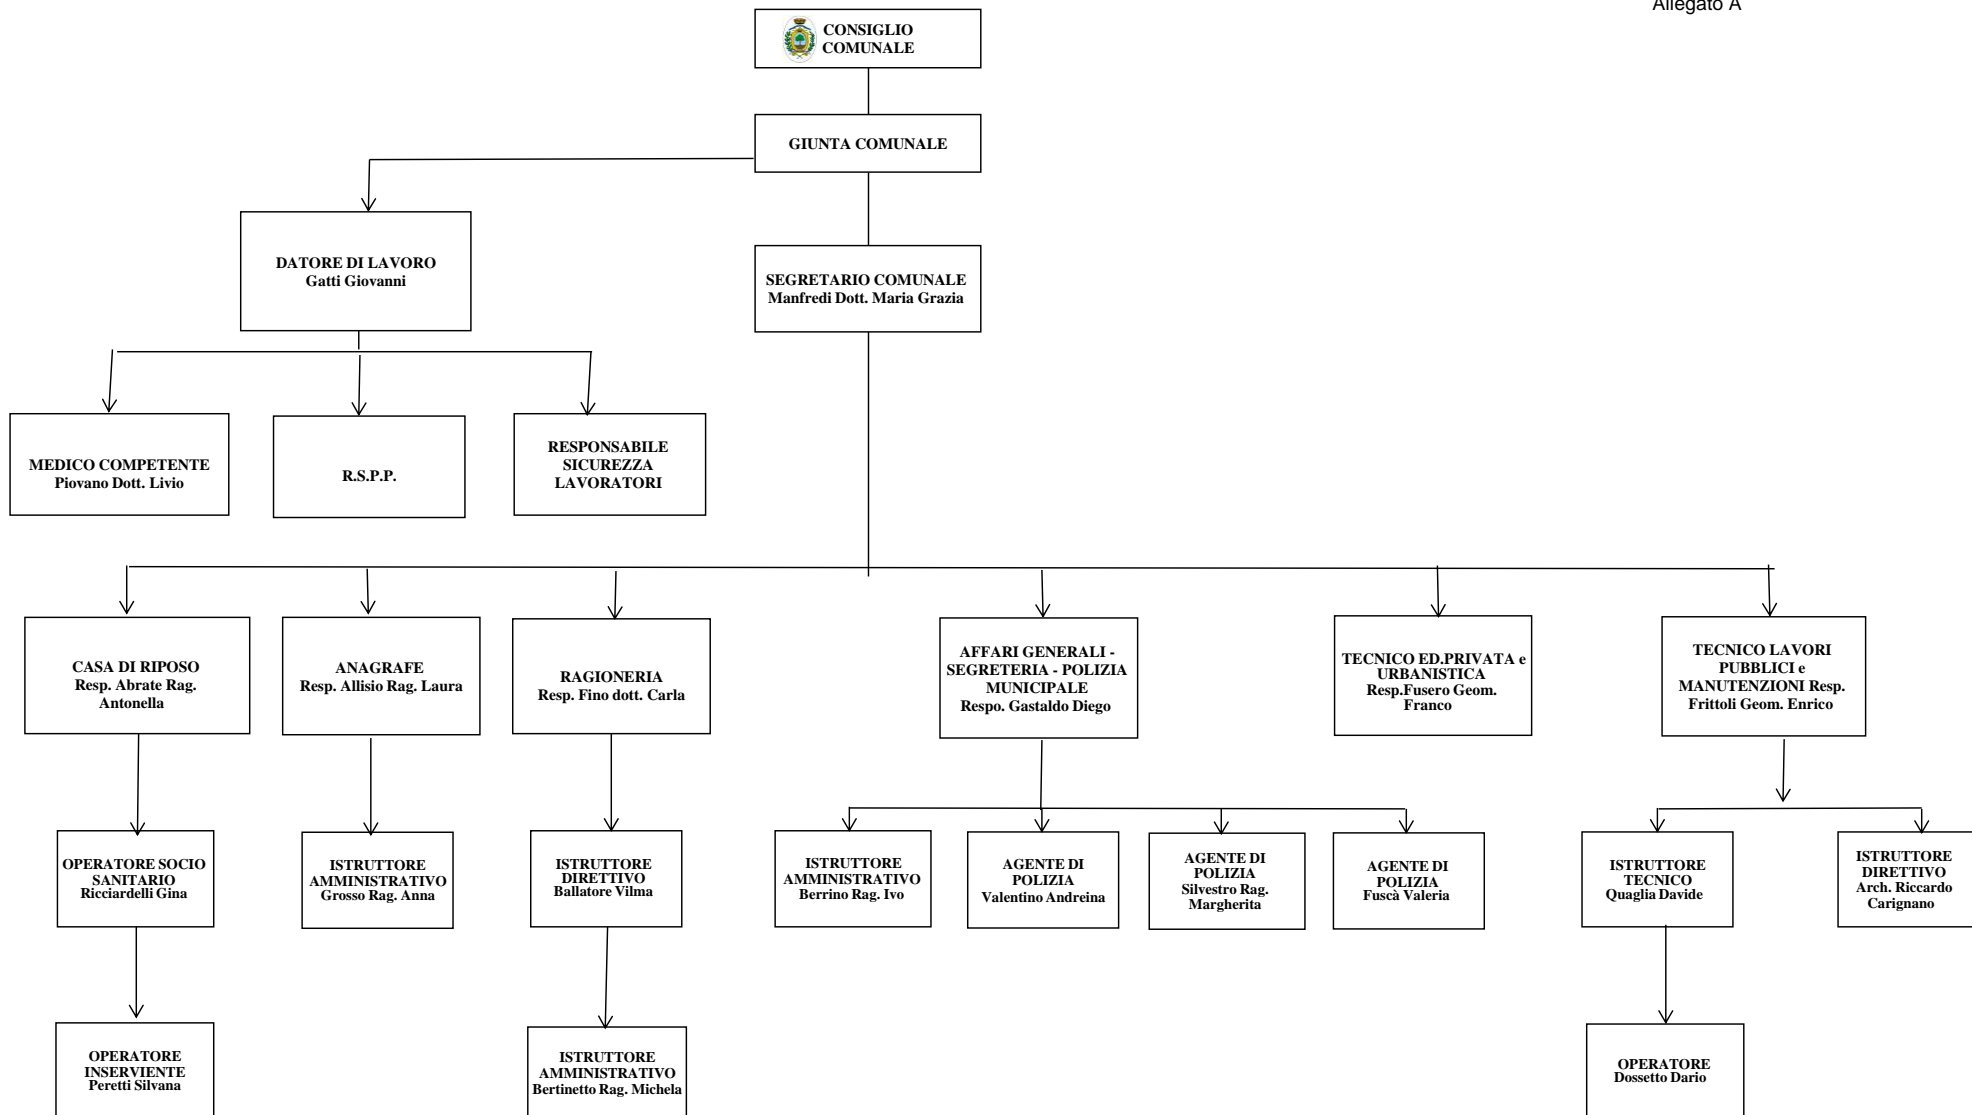 Allegato A
CONSIGLIO
COMUNALE
GIUNTA COMUNALE
DATORE DI LAVORO
Gatti Giovanni
SEGRETARIO COMUNALE
Manfredi Dott. Maria Grazia
MEDICO COMPETENTE
Piovano Dott. Livio
R.S.P.P.
RESPONSABILE
SICUREZZA
LAVORATORI
CASA DI RIPOSO
Resp. Abrate Rag.
Antonella
ANAGRAFE
Resp. Allisio Rag. Laura
RAGIONERIA
Resp. Fino dott. Carla
AFFARI GENERALI -
SEGRETERIA - POLIZIA
MUNICIPALE
Respo. Gastaldo Diego
TECNICO ED.PRIVATA e
URBANISTICA
Resp.Fusero Geom.
Franco
TECNICO LAVORI
PUBBLICI e
MANUTENZIONI Resp.
Frittoli Geom. Enrico
OPERATORE SOCIO
SANITARIO
Ricciardelli Gina
ISTRUTTORE
AMMINISTRATIVO
Grosso Rag. Anna
ISTRUTTORE
DIRETTIVO
Ballatore Vilma
ISTRUTTORE
AMMINISTRATIVO
Berrino Rag. Ivo
AGENTE DI
POLIZIA
Valentino Andreina
AGENTE DI
POLIZIA
Silvestro Rag.
Margherita
AGENTE DI
POLIZIA
Fuscà Valeria
ISTRUTTORE
TECNICO
Quaglia Davide
ISTRUTTORE
DIRETTIVO
Arch. Riccardo
Carignano
OPERATORE
INSERVIENTE
Peretti Silvana
ISTRUTTORE
AMMINISTRATIVO
Bertinetto Rag. Michela
OPERATORE
Dossetto Dario